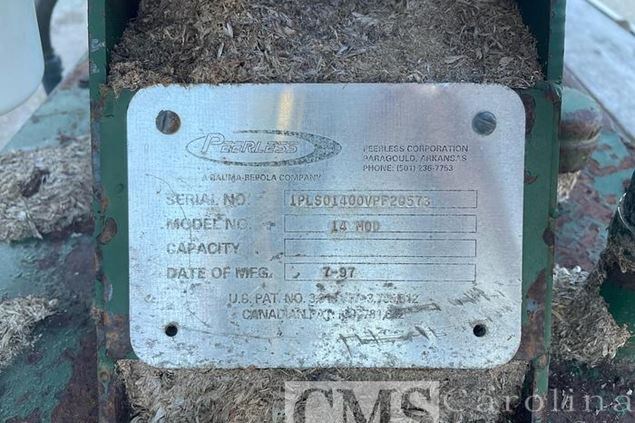 PEERLESS
PEERLESS CORPORATION
PARAGOULD, ARKANSAS
PHONE: (501) 236-7753
A BAUMA-REPOLA COMPANY
SERIAL NO. 1PLS01400VPF20573
MODEL NO. 14 MOD
CAPACITY
DATE OF MFG. 7-97
U.S. PAT. NO.
CANADIAN PAT.
CMS Carolina